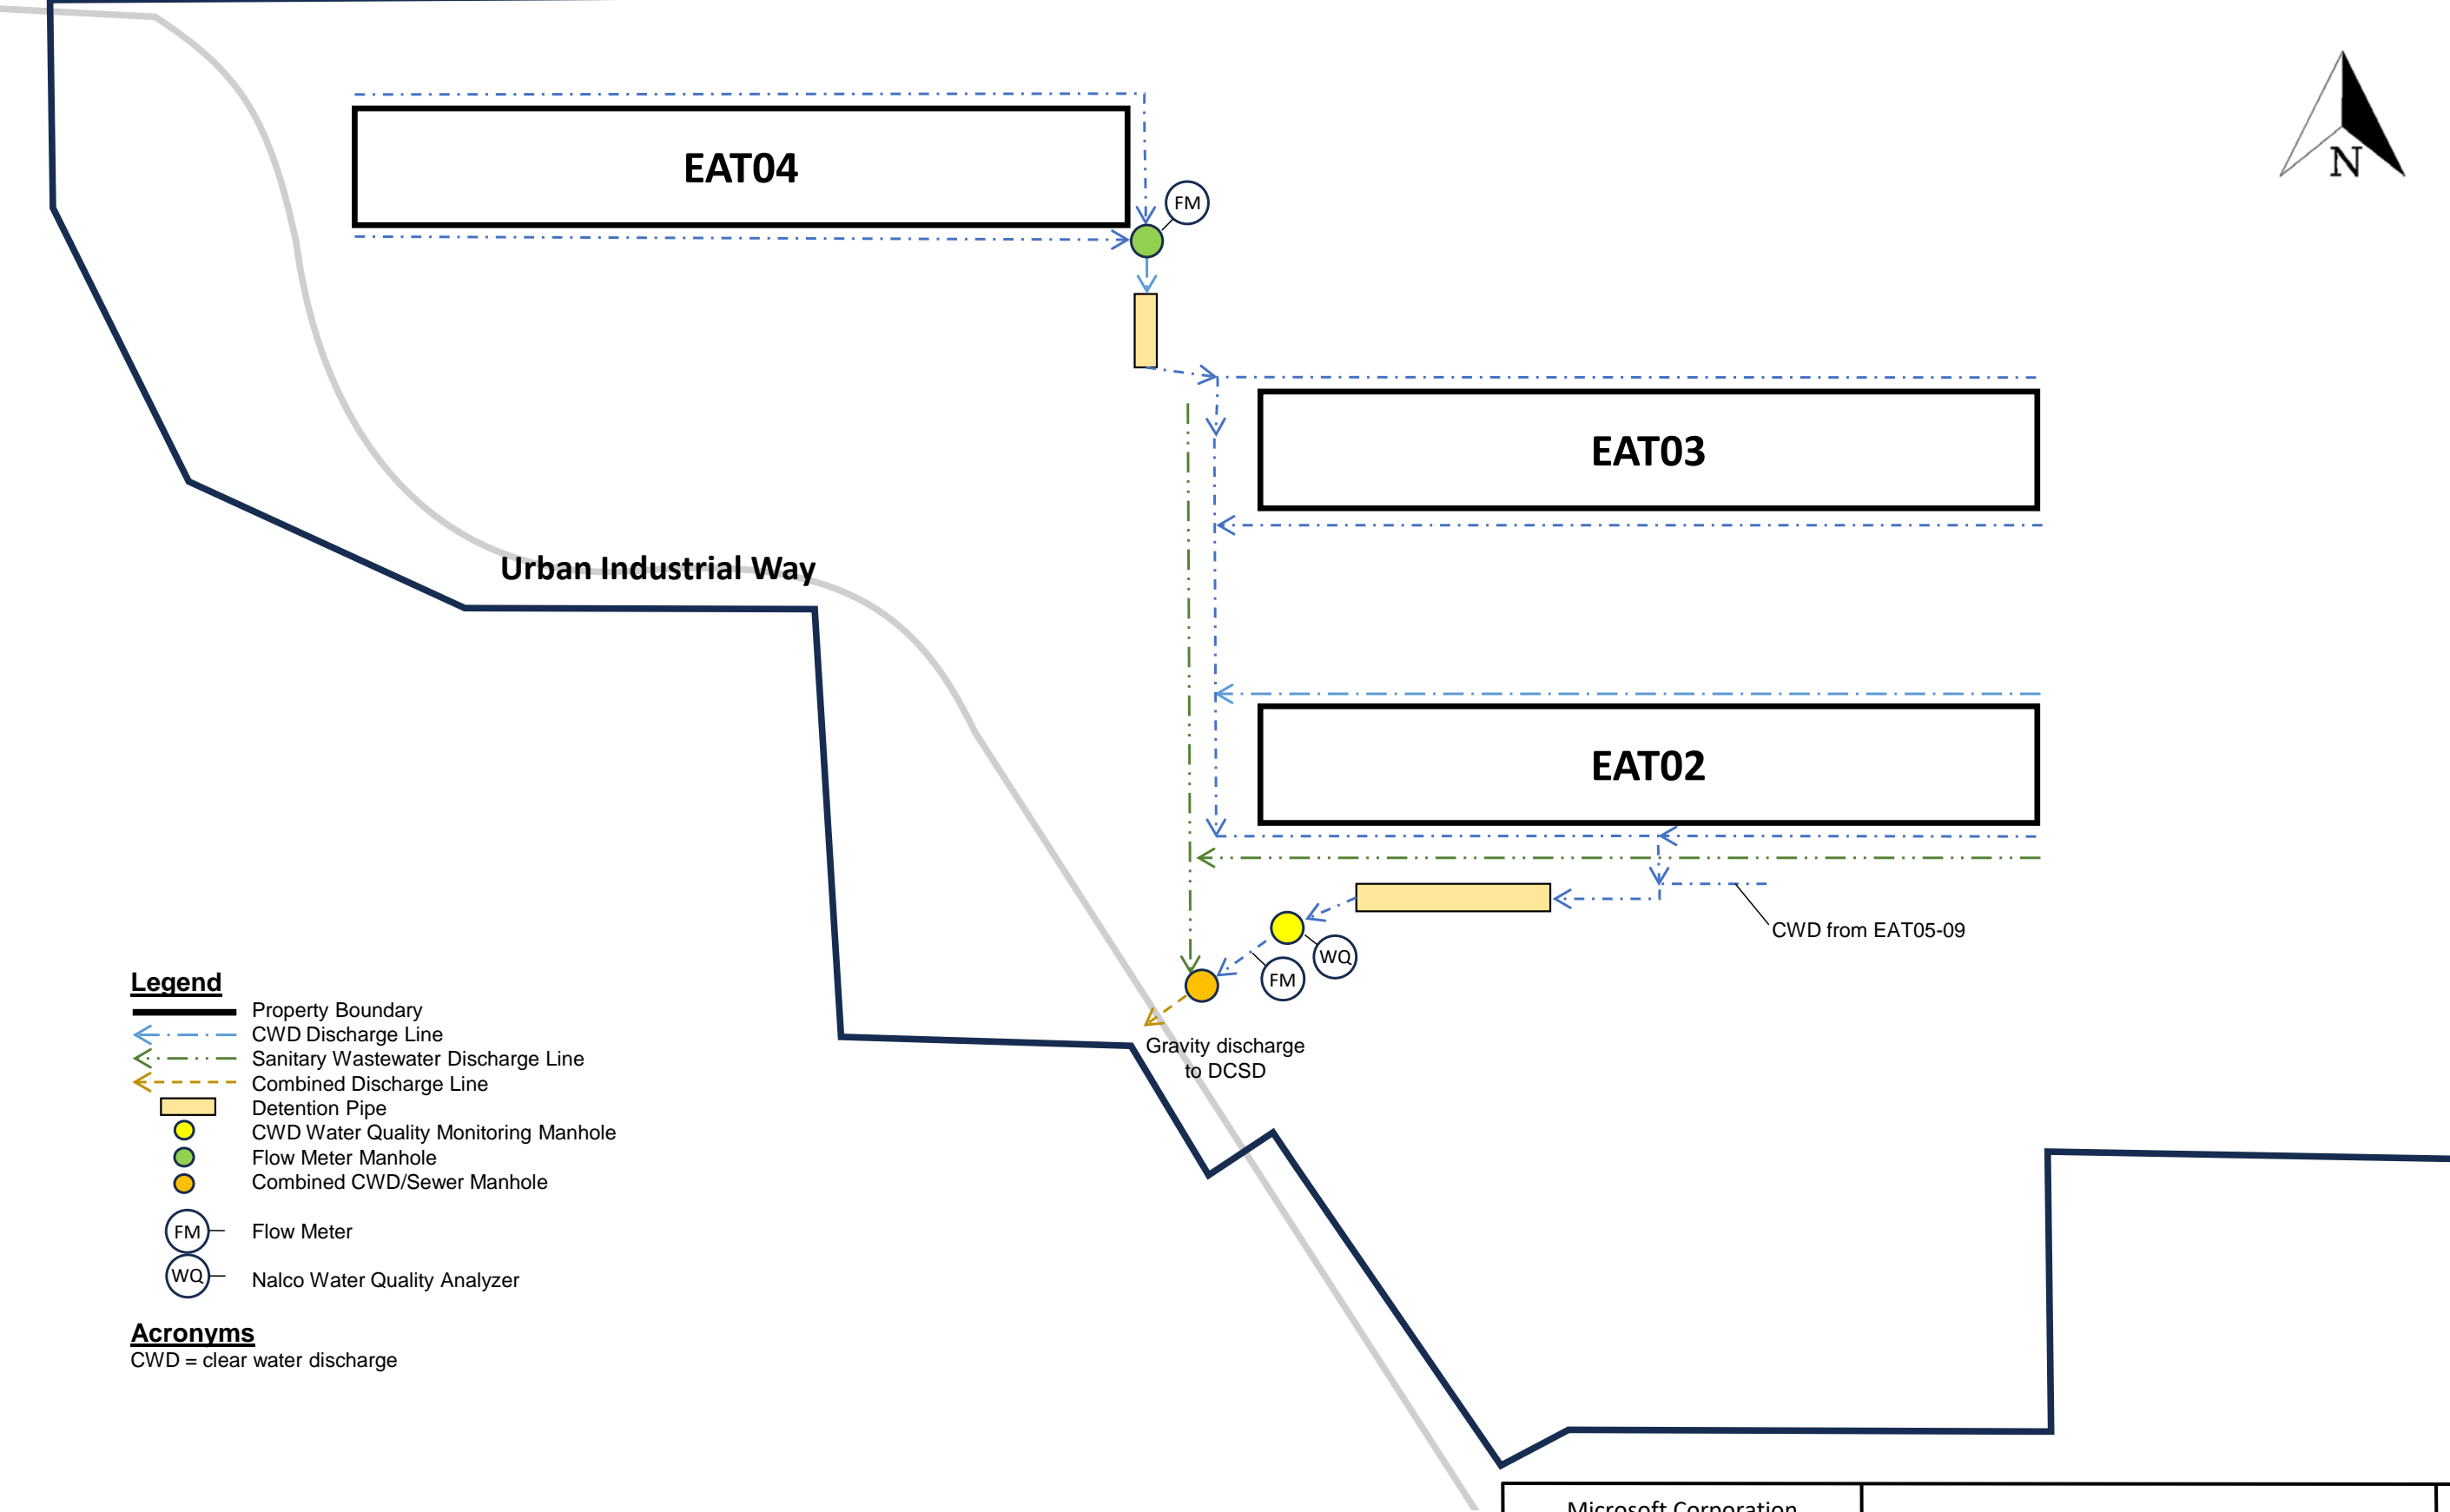 N
EAT04
FM
EAT03
Urban Industrial Way
EAT02
CWD from EAT05-09
WQ
FM
Gravity discharge
to DCSD
Legend
Property Boundary
CWD Discharge Line
Sanitary Wastewater Discharge Line
Combined Discharge Line
Detention Pipe
CWD Water Quality Monitoring Manhole
Flow Meter Manhole
Combined CWD/Sewer Manhole
FM Flow Meter
WQ Nalco Water Quality Analyzer
Acronyms
CWD = clear water discharge
Microsoft Corporation